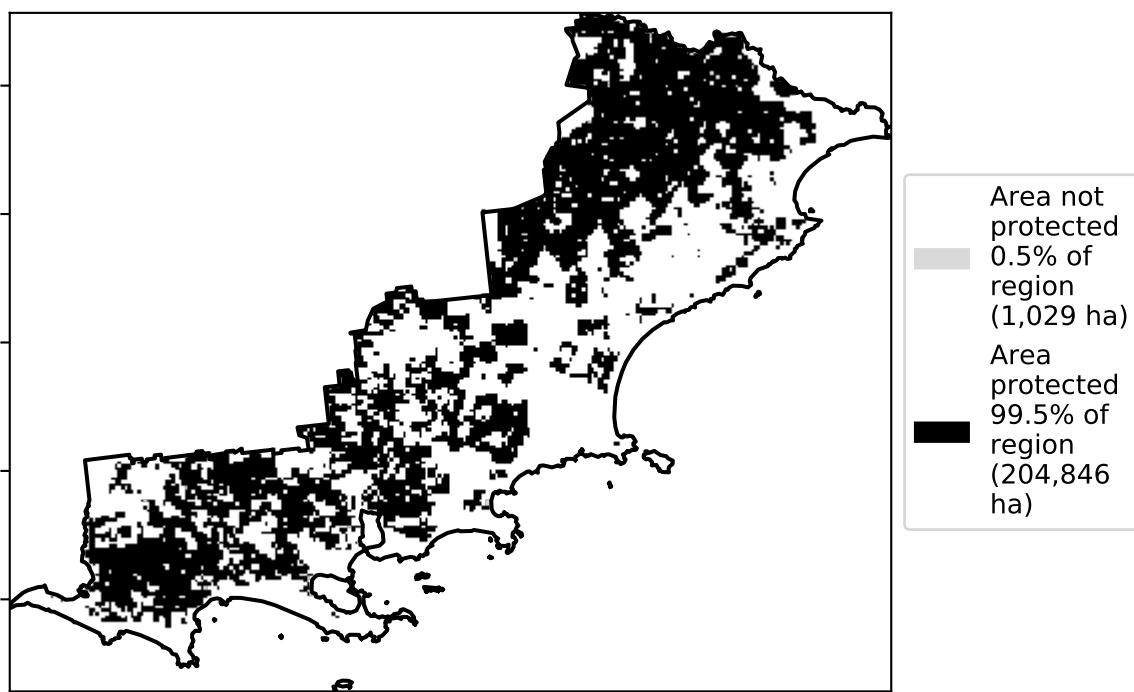 Area not
protected
0.5% of
region
(1,029 ha)
Area
protected
99.5% of
region
(204,846
ha)